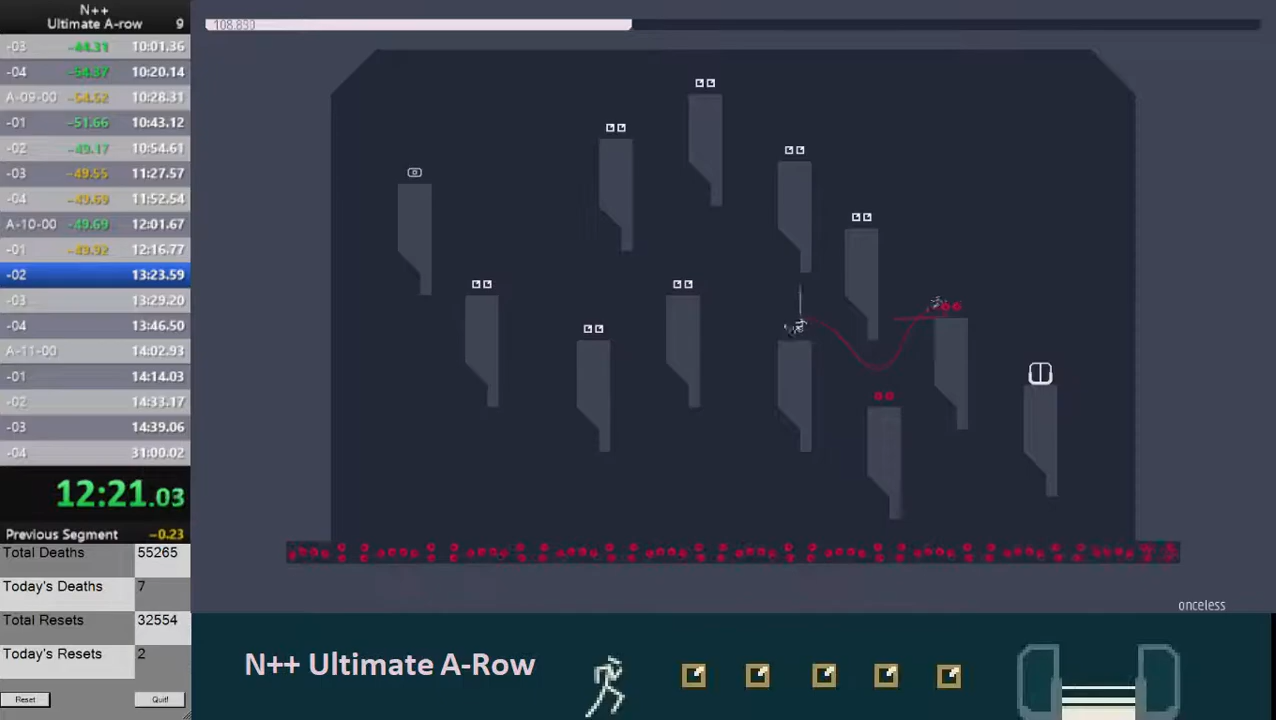 N++
Ultimate A-row 9
-03 -44.31 10:01.36
-04 -54.37 10:20.14
A-09-00 -58.52 10:28.31
-01 -51.66 10:43.12
-02 -49.17 10:54.61
-03 -49.55 11:27.57
-04 -49.69 11:52.54
A-10-00 -49.69 12:01.67
-01 -49.92 12:16.77
-02 13:23.59
-03 13:29.20
-04 13:46.50
A-11-00 14:02.93
-01 14:14.03
-02 14:33.17
-03 14:39.06
-04 31:00.02
12:21.03
Previous Segment -0.23
Total Deaths 55265
Today's Deaths 7
Total Resets 32554
Today's Resets 2
Reset Quit!
108.830
onceless
N++ Ultimate A-Row